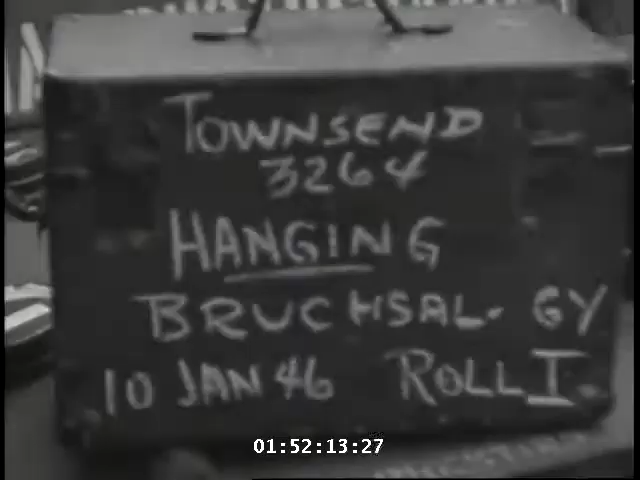 TOWNSEND
3264
HANGING
BRUCHSAL- GY
10 JAN 46 ROLL I
01:52:13:27